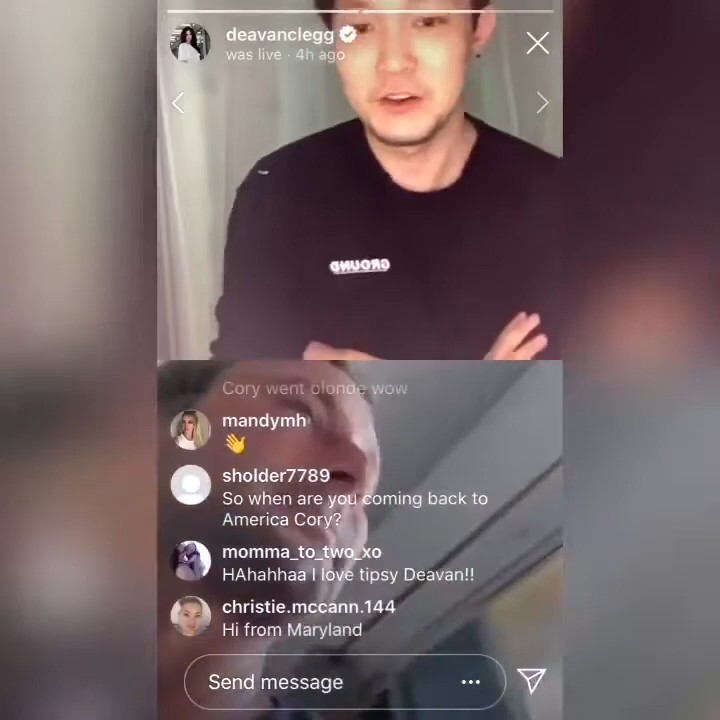 deavanclegg
was live · 4h ago
GROUND
Cory went blonde wow
mandymh
👋
sholder7789
So when are you coming back to
America Cory?
momma_to_two_xo
HAhahhaa I love tipsy Deavan!!
christie.mccann.144
Hi from Maryland
Send message